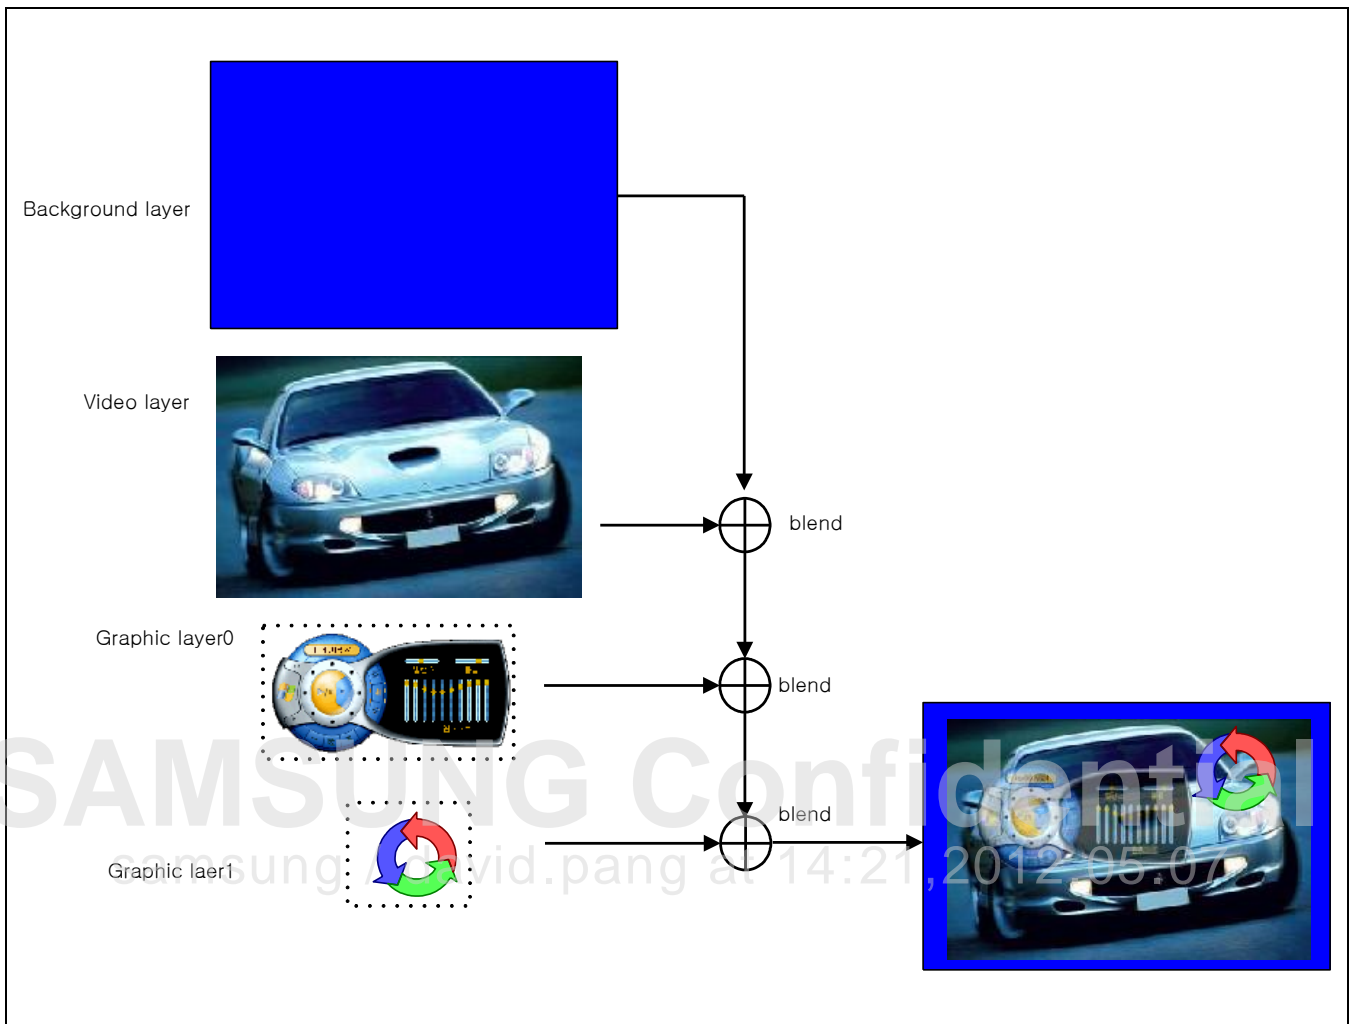 Background layer
Video layer
blend
Graphic layer0
blend
SAMSUNG Confidential
blend
Graphic laer1
samsung / david.pang at 14:21,2012.05.07